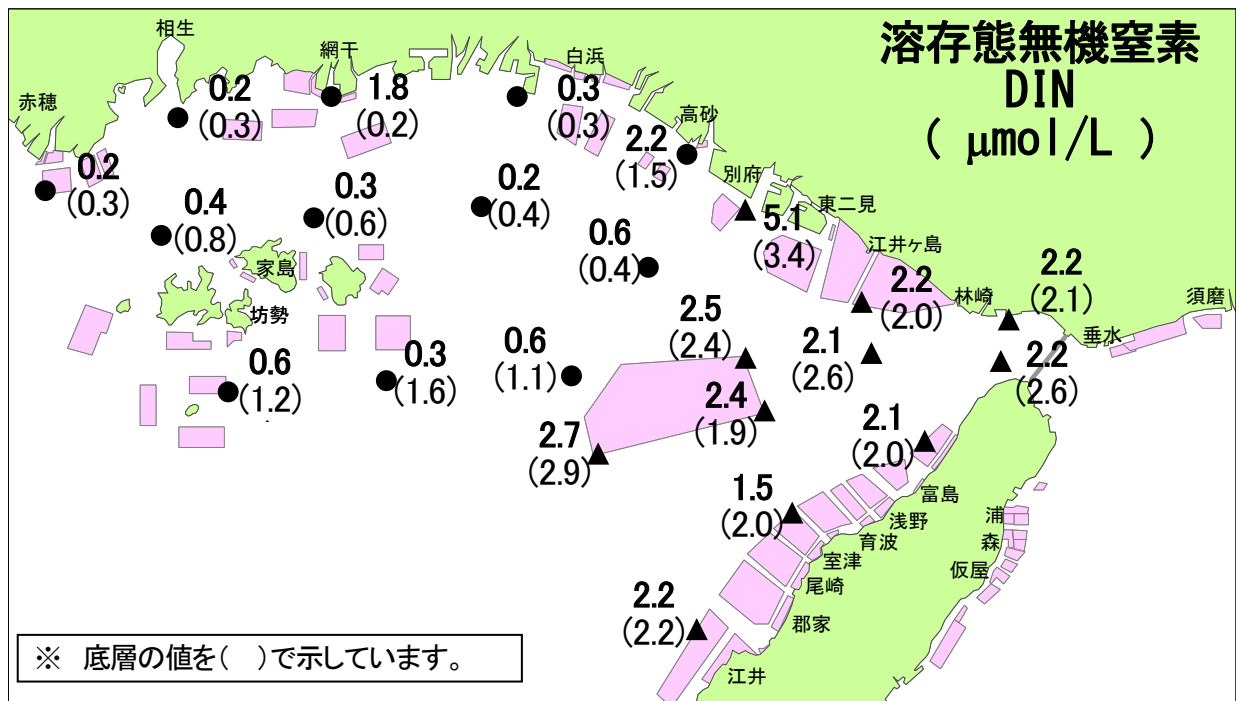 溶存態無機窒素
DIN
( μmol/L )
相生
網干
白浜
赤穂
0.2
(0.3)
1.8
(0.2)
0.3
(0.3)
高砂
2.2
(1.5)
別府
0.2
(0.3)
0.4
(0.8)
0.3
(0.6)
0.2
(0.4)
東二見
5.1
(3.4)
0.6
(0.4)
江井ヶ島
2.2
(2.0)
林崎
2.2
(2.1)
須磨
垂水
家島
坊勢
2.5
(2.4)
2.1
(2.6)
2.2
(2.6)
0.6
(1.2)
0.3
(1.6)
0.6
(1.1)
2.4
(1.9)
2.7
(2.9)
2.1
(2.0)
1.5
(2.0)
富島
浅野
育波
室津
尾崎
郡家
江井
浦
森
仮屋
2.2
(2.2)
※ 底層の値を( )で示しています。